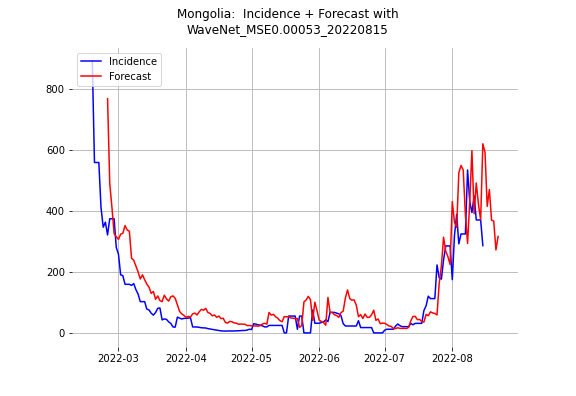 Mongolia:  Incidence + Forecast with
WaveNet_MSE0.00053_20220815
Incidence
Forecast
800
600
400
200
0
2022-03 2022-04 2022-05 2022-06 2022-07 2022-08